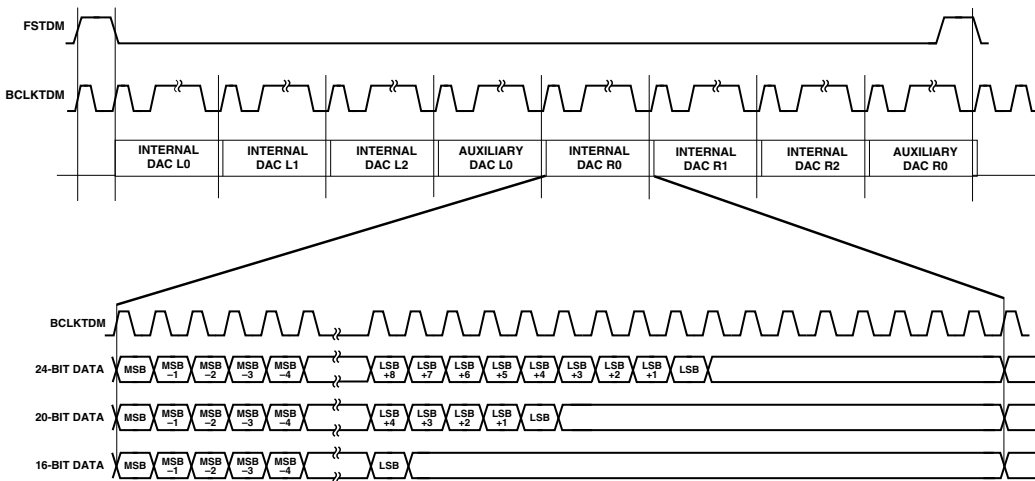 FSTDM
BCLKTDM
INTERNAL DAC L0
INTERNAL DAC L1
INTERNAL DAC L2
AUXILIARY DAC L0
INTERNAL DAC R0
INTERNAL DAC R1
INTERNAL DAC R2
AUXILIARY DAC R0
BCLKTDM
24-BIT DATA MSB MSB –1 MSB –2 MSB –3 MSB –4 LSB +8 LSB +7 LSB +6 LSB +5 LSB +4 LSB +3 LSB +2 LSB +1 LSB
20-BIT DATA MSB MSB –1 MSB –2 MSB –3 MSB –4 LSB +4 LSB +3 LSB +2 LSB +1 LSB
16-BIT DATA MSB MSB –1 MSB –2 MSB –3 MSB –4 LSB